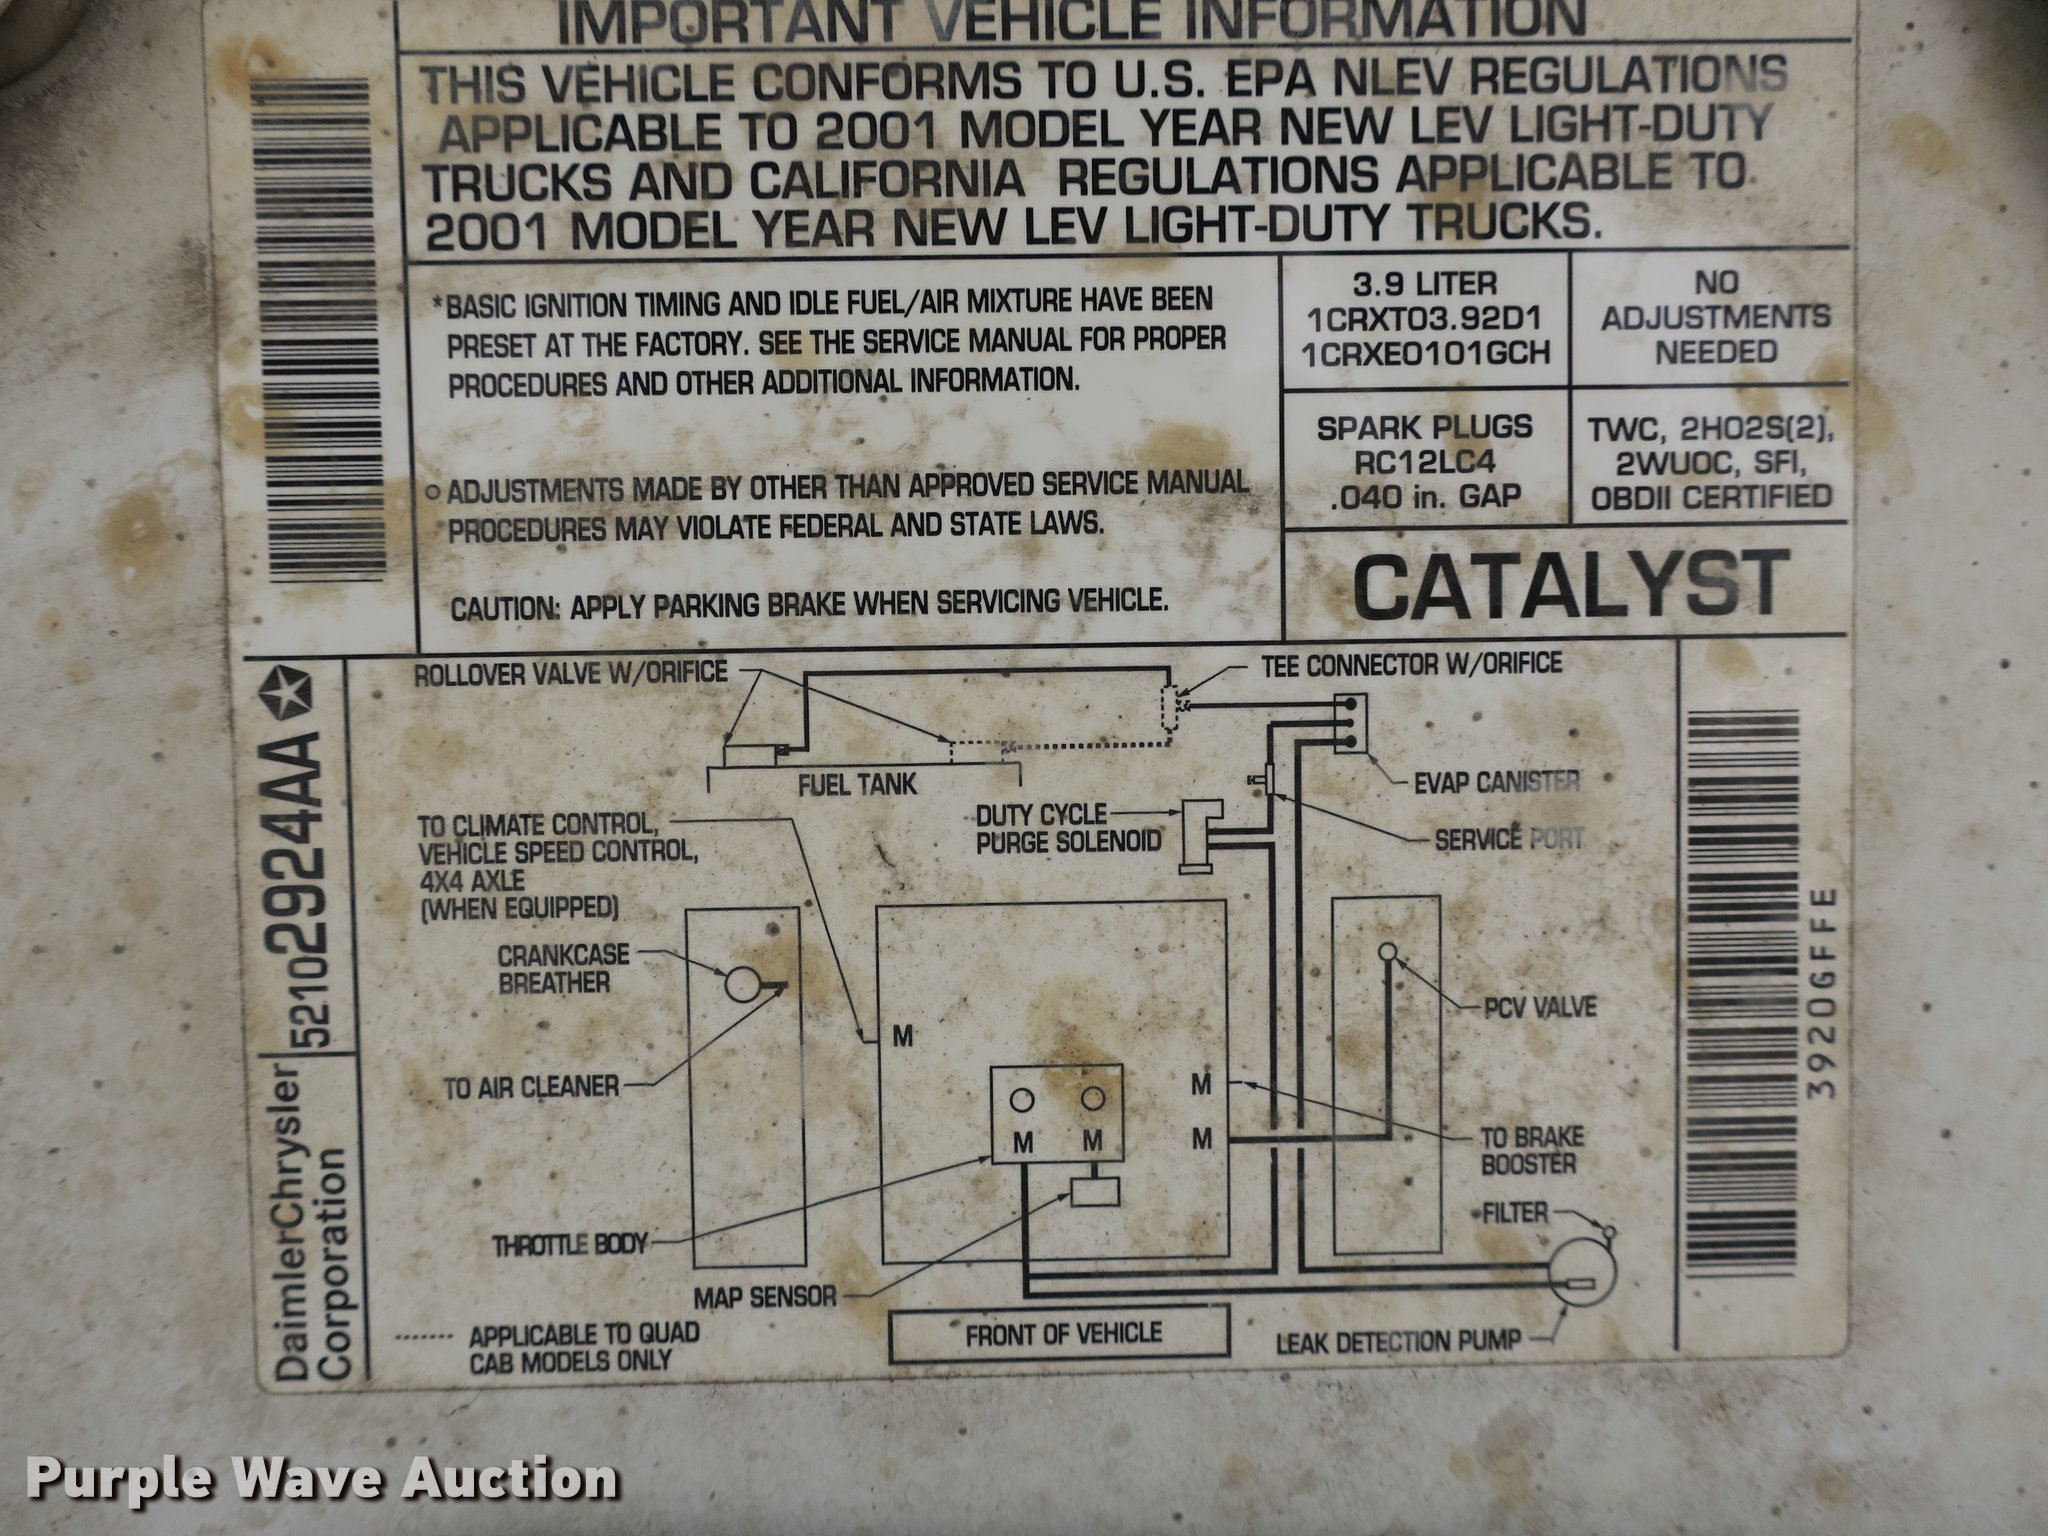 IMPORTANT VEHICLE INFORMATION
THIS VEHICLE CONFORMS TO U.S. EPA NLEV REGULATIONS
APPLICABLE TO 2001 MODEL YEAR NEW LEV LIGHT-DUTY
TRUCKS AND CALIFORNIA REGULATIONS APPLICABLE TO
2001 MODEL YEAR NEW LEV LIGHT-DUTY TRUCKS.
*BASIC IGNITION TIMING AND IDLE FUEL/AIR MIXTURE HAVE BEEN
PRESET AT THE FACTORY. SEE THE SERVICE MANUAL FOR PROPER
PROCEDURES AND OTHER ADDITIONAL INFORMATION.
○ ADJUSTMENTS MADE BY OTHER THAN APPROVED SERVICE MANUAL
PROCEDURES MAY VIOLATE FEDERAL AND STATE LAWS.
CAUTION: APPLY PARKING BRAKE WHEN SERVICING VEHICLE.
3.9 LITER
1CRXT03.92D1
1CRXE0101GCH
NO
ADJUSTMENTS
NEEDED
SPARK PLUGS
RC12LC4
.040 in. GAP
TWC, 2HO2S(2),
2WUOC, SFI,
OBDII CERTIFIED
CATALYST
ROLLOVER VALVE W/ORIFICE
TEE CONNECTOR W/ORIFICE
FUEL TANK
EVAP CANISTER
DUTY CYCLE
PURGE SOLENOID
SERVICE PORT
TO CLIMATE CONTROL,
VEHICLE SPEED CONTROL,
4X4 AXLE
(WHEN EQUIPPED)
CRANKCASE
BREATHER
PCV VALVE
M
TO AIR CLEANER
M
M
M
M
TO BRAKE
BOOSTER
FILTER
THROTTLE BODY
MAP SENSOR
APPLICABLE TO QUAD
CAB MODELS ONLY
FRONT OF VEHICLE
LEAK DETECTION PUMP
DaimlerChrysler
Corporation
52102924AA
3920GFFE
Purple Wave Auction